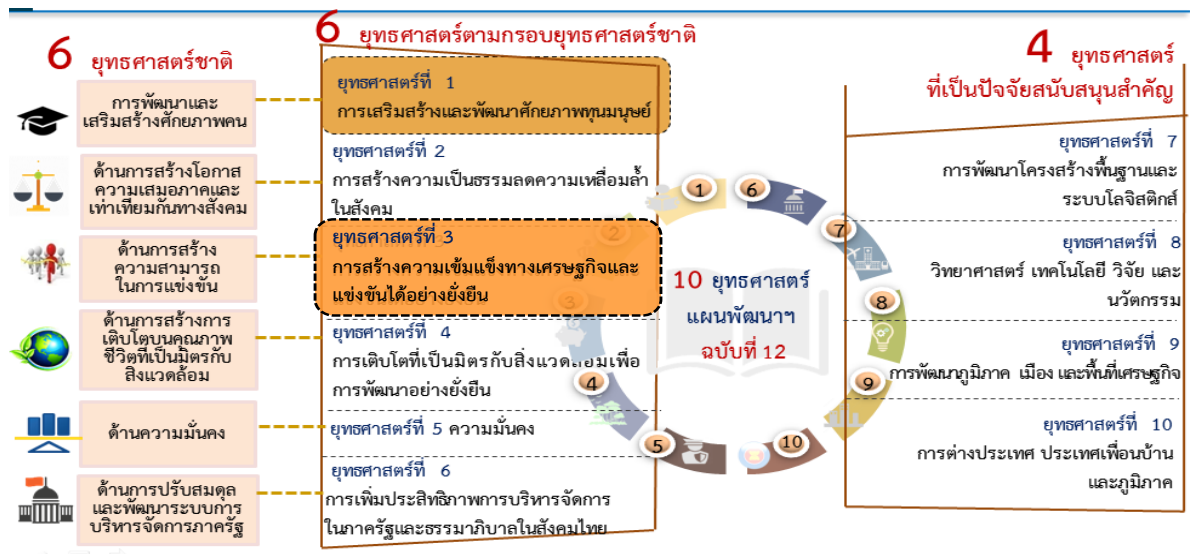 6 ยุทธศาสตร์ชาติ
การพัฒนาและ
เสริมสร้างศักยภาพคน
ด้านการสร้างโอกาส
ความเสมอภาคและ
เท่าเทียมกันทางสังคม
ด้านการสร้าง
ความสามารถ
ในการแข่งขัน
ด้านการสร้างการ
เติบโตบนคุณภาพ
ชีวิตที่เป็นมิตรกับ
สิ่งแวดล้อม
ด้านความมั่นคง
ด้านการปรับสมดุล
และพัฒนาระบบการ
บริหารจัดการภาครัฐ
6 ยุทธศาสตร์ตามกรอบยุทธศาสตร์ชาติ
ยุทธศาสตร์ที่ 1
การเสริมสร้างและพัฒนาศักยภาพทุนมนุษย์
ยุทธศาสตร์ที่ 2
การสร้างความเป็นธรรมลดความเหลื่อมล้ำ
ในสังคม
ยุทธศาสตร์ที่ 3
การสร้างความเข้มแข็งทางเศรษฐกิจและ
แข่งขันได้อย่างยั่งยืน
ยุทธศาสตร์ที่ 4
การเติบโตที่เป็นมิตรกับสิ่งแวดล้อมเพื่อ
การพัฒนาอย่างยั่งยืน
ยุทธศาสตร์ที่ 5 ความมั่นคง
ยุทธศาสตร์ที่ 6
การเพิ่มประสิทธิภาพการบริหารจัดการ
ในภาครัฐและธรรมาภิบาลในสังคมไทย
1
2
3
4
5
6
7
8
9
10
10 ยุทธศาสตร์
แผนพัฒนาฯ
ฉบับที่ 12
4 ยุทธศาสตร์
ที่เป็นปัจจัยสนับสนุนสำคัญ
ยุทธศาสตร์ที่ 7
การพัฒนาโครงสร้างพื้นฐานและ
ระบบโลจิสติกส์
ยุทธศาสตร์ที่ 8
วิทยาศาสตร์ เทคโนโลยี วิจัย และ
นวัตกรรม
ยุทธศาสตร์ที่ 9
การพัฒนาภูมิภาค เมือง และพื้นที่เศรษฐกิจ
ยุทธศาสตร์ที่ 10
การต่างประเทศ ประเทศเพื่อนบ้าน
และภูมิภาค